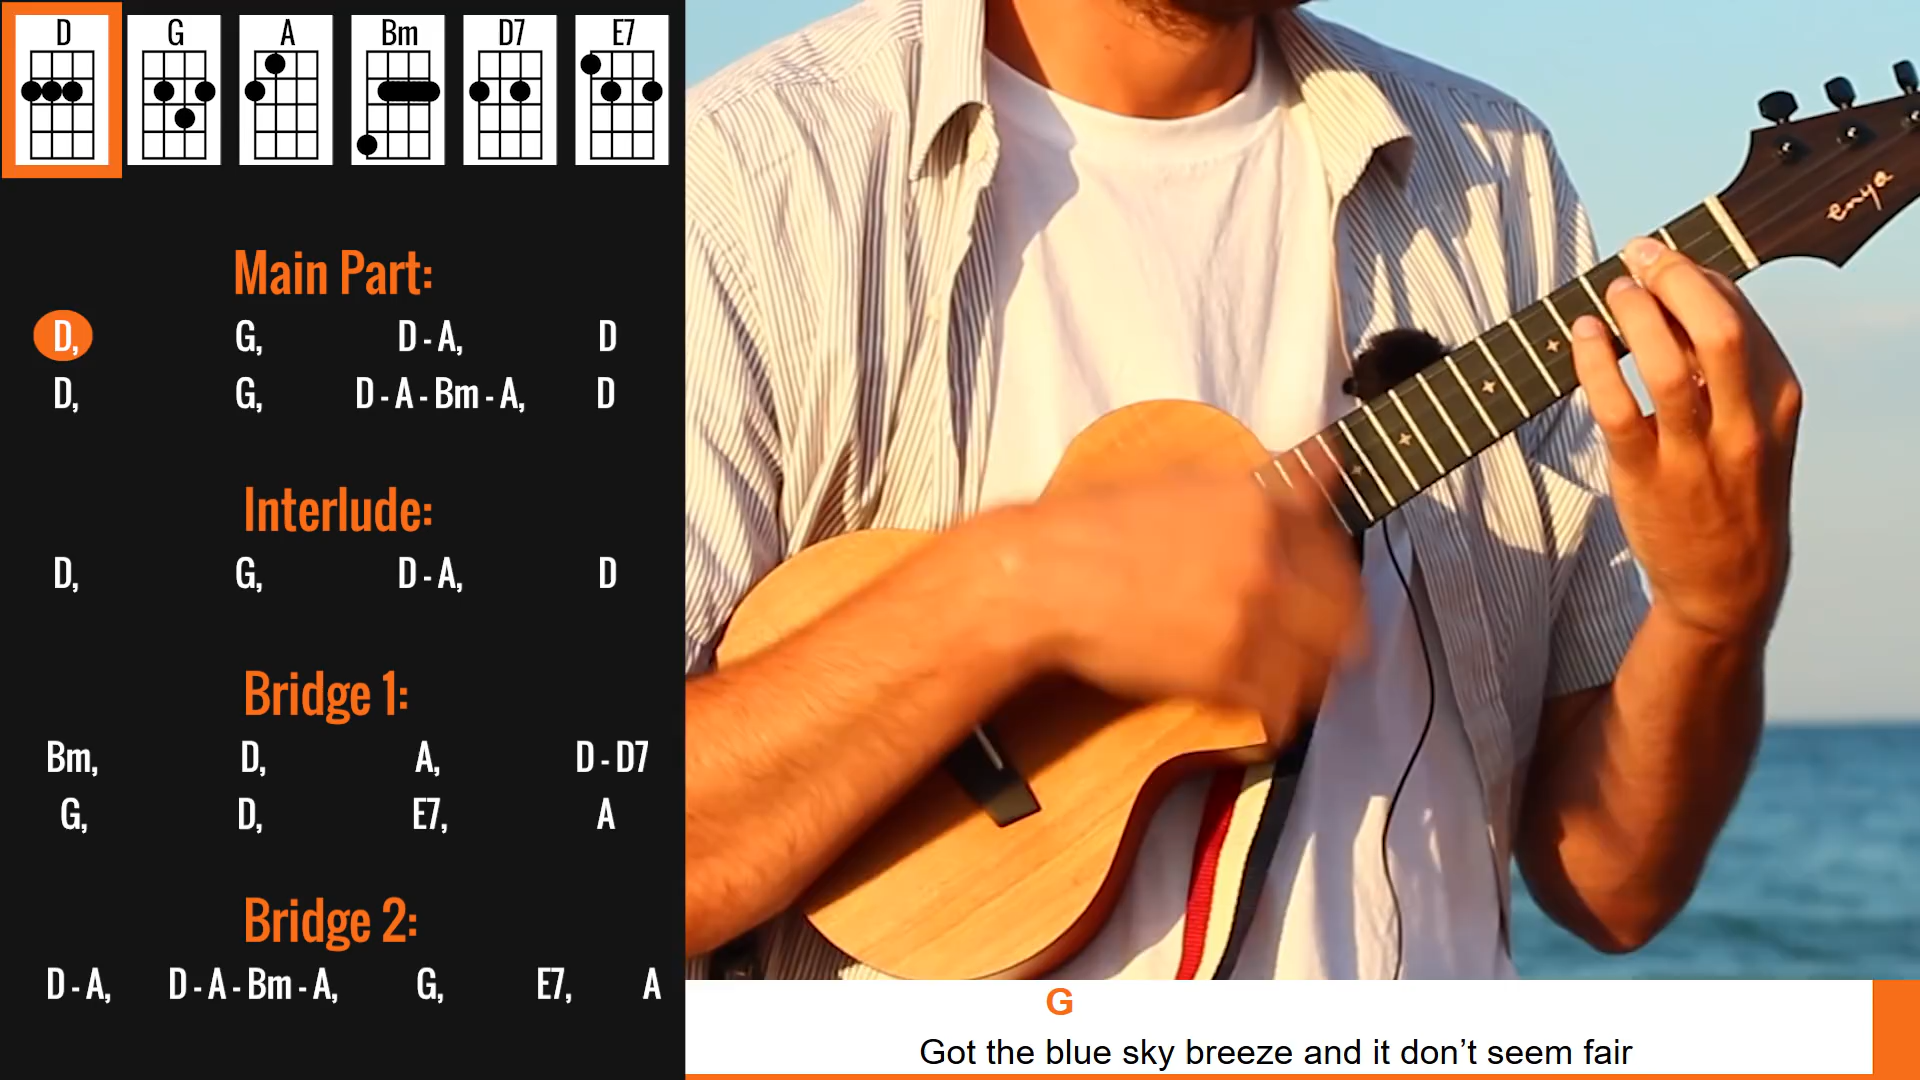 D G A Bm D7 E7
Main Part:
D, G, D - A, D
D, G, D - A - Bm - A, D
Interlude:
D, G, D - A, D
Bridge 1:
Bm, D, A, D - D7
G, D, E7, A
Bridge 2:
D - A, D - A - Bm - A, G, E7, A
enya
G
Got the blue sky breeze and it don’t seem fair